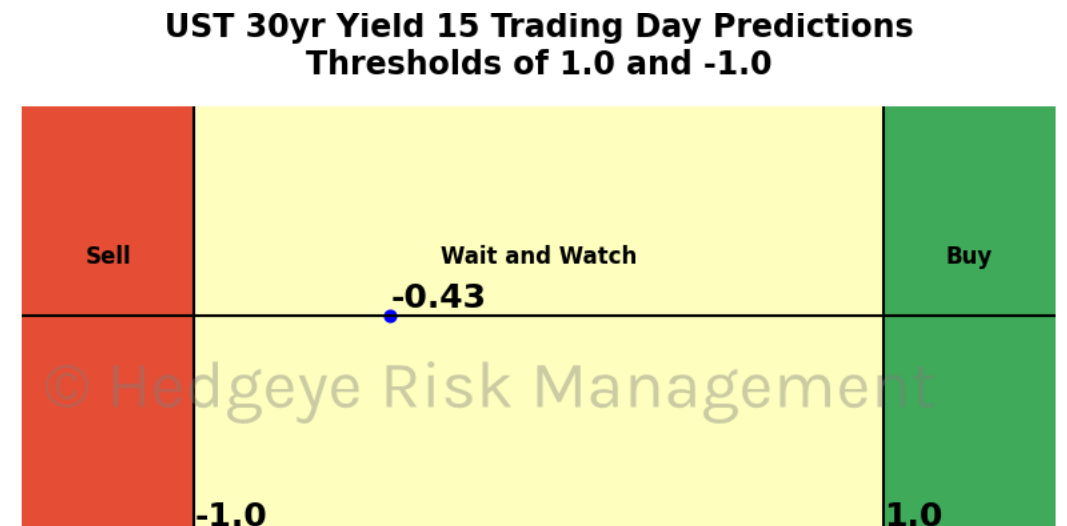 UST 30yr Yield 15 Trading Day Predictions
Thresholds of 1.0 and -1.0
Sell
Wait and Watch
Buy
-0.43
© Hedgeye Risk Management
-1.0
1.0